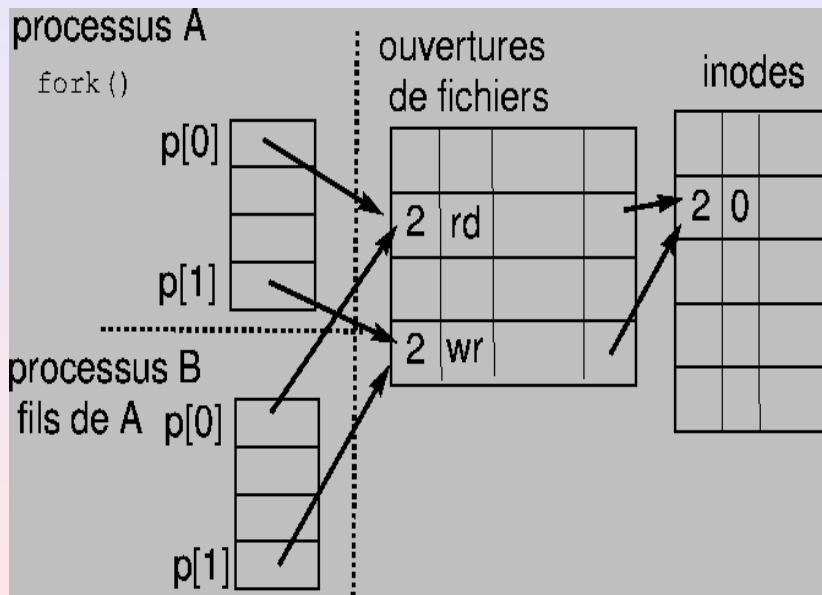 processus A
fork()
p[0]
p[1]
ouvertures
de fichiers
inodes
2 rd
2 0
2 wr
processus B
fils de A
p[0]
p[1]